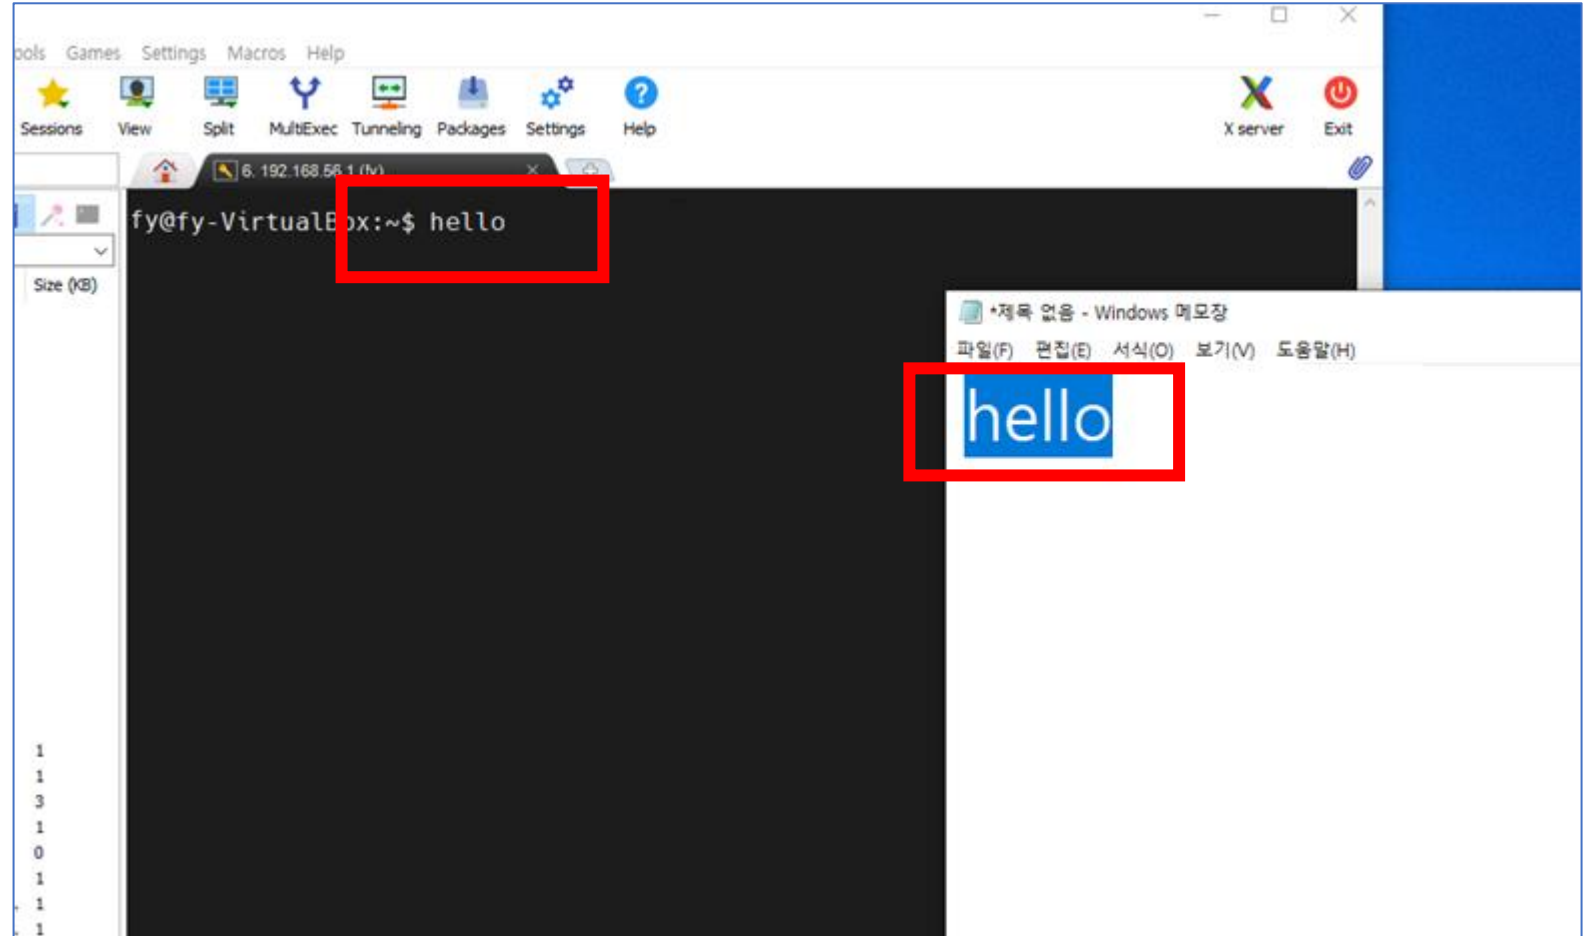 ools Games Settings Macros Help
Sessions View Split MultiExec Tunneling Packages Settings Help X server Exit
6. 192.168.56.1 (fy)
fy@fy-VirtualBox:~$ hello
Size (KB)
*제목 없음 - Windows 메모장
파일(F) 편집(E) 서식(O) 보기(V) 도움말(H)
hello
1
1
3
1
0
1
1
1